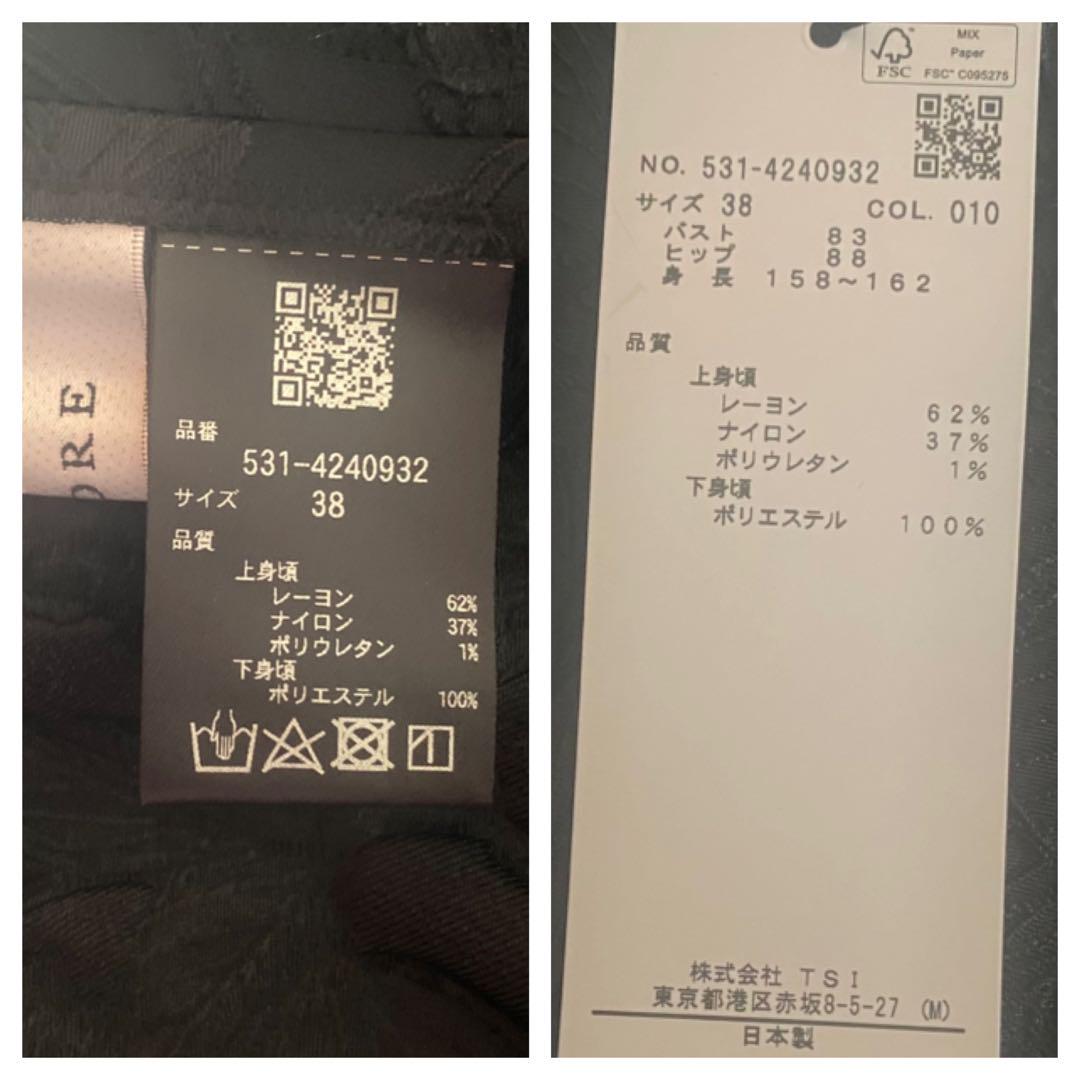 ORE
品番
531-4240932
サイズ 38
品質
上身頃
レーヨン 62%
ナイロン 37%
ポリウレタン 1%
下身頃
ポリエステル 100%
FSC
MIX
Paper
FSC™ C095275
NO. 531-4240932
サイズ 38 COL. 010
バスト 83
ヒップ 88
身長 158~162
品質
上身頃
レーヨン 62%
ナイロン 37%
ポリウレタン 1%
下身頃
ポリエステル 100%
株式会社 TSI
東京都港区赤坂8-5-27 (M)
日本製